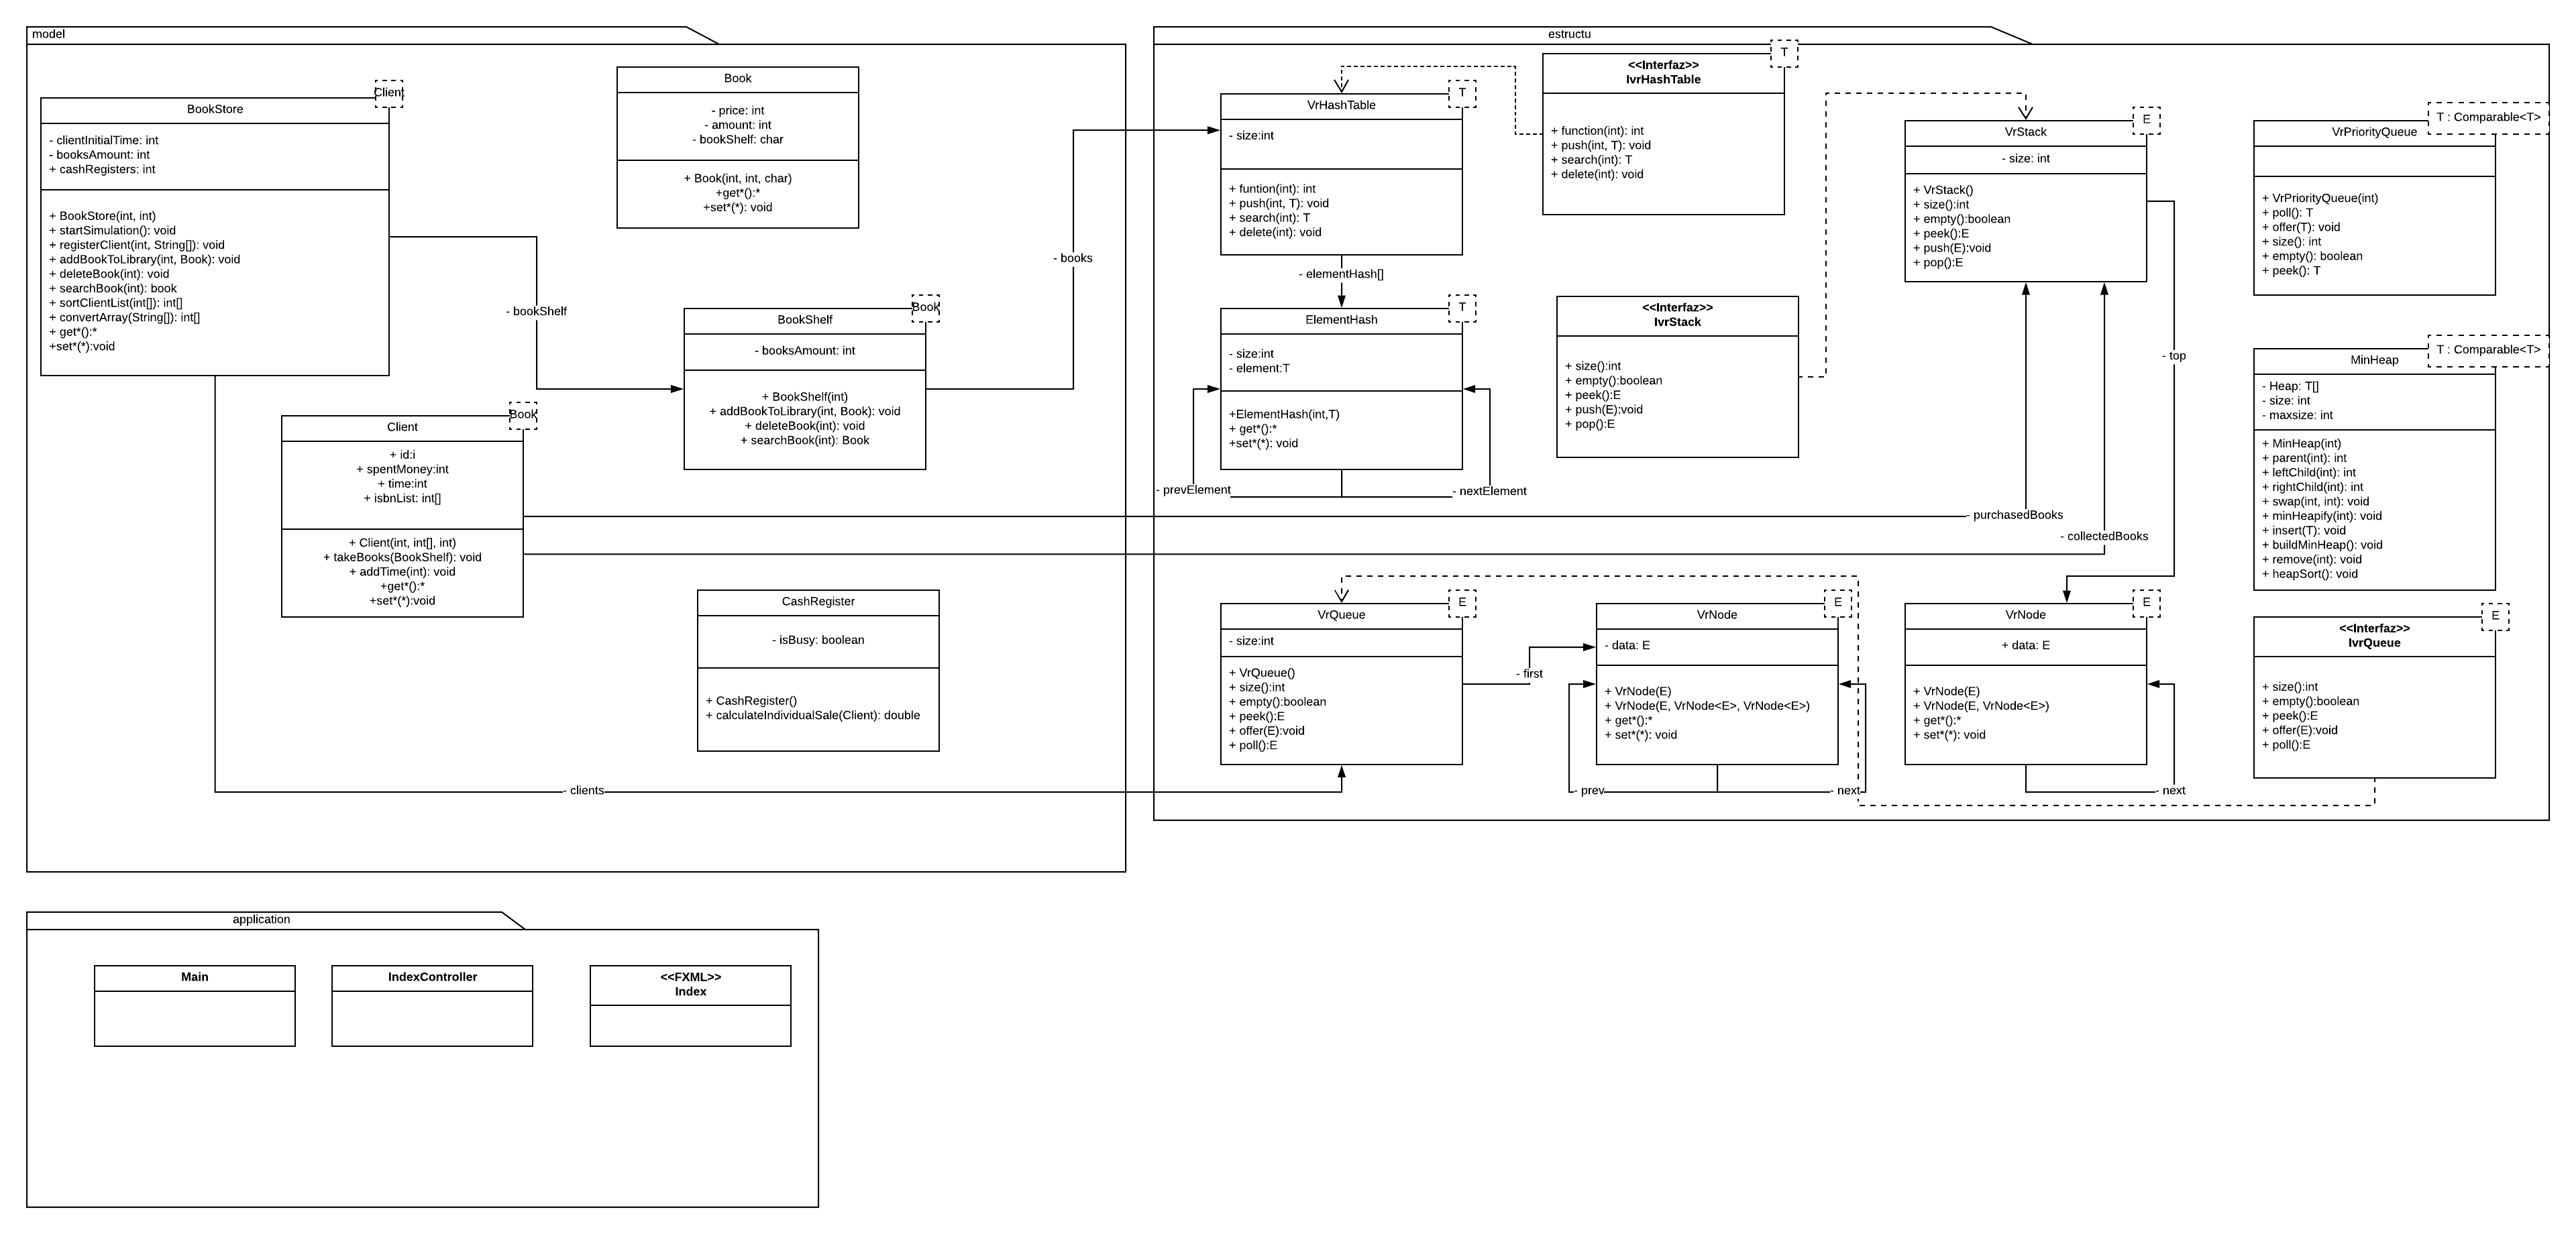 model
Client
BookStore
- clientInitialTime: int
- booksAmount: int
+ cashRegisters: int
+ BookStore(int, int)
+ startSimulation(): void
+ registerClient(int, String[]): void
+ addBookToLibrary(int, Book): void
+ deleteBook(int): void
+ searchBook(int): book
+ sortClientList(int[]): int[]
+ convertArray(String[]): int[]
+ get*():*
+set*(*):void
Book
- price: int
- amount: int
- bookShelf: char
+ Book(int, int, char)
+get*():*
+set*(*): void
- bookShelf
Book
BookShelf
- booksAmount: int
+ BookShelf(int)
+ addBookToLibrary(int, Book): void
+ deleteBook(int): void
+ searchBook(int): Book
- books
Book
Client
+ id:i
+ spentMoney:int
+ time:int
+ isbnList: int[]
+ Client(int, int[], int)
+ takeBooks(BookShelf): void
+ addTime(int): void
+get*():*
+set*(*):void
CashRegister
- isBusy: boolean
+ CashRegister()
+ calculateIndividualSale(Client): double
- clients
estructu
T
VrHashTable
- size:int
+ funtion(int): int
+ push(int, T): void
+ search(int): T
+ delete(int): void
- elementHash[]
T
<<Interfaz>>
IvrHashTable
+ function(int): int
+ push(int, T): void
+ search(int): T
+ delete(int): void
E
VrStack
- size: int
+ VrStack()
+ size():int
+ empty():boolean
+ peek():E
+ push(E):void
+ pop():E
T : Comparable<T>
VrPriorityQueue
+ VrPriorityQueue(int)
+ poll(): T
+ offer(T): void
+ size(): int
+ empty(): boolean
+ peek(): T
T
ElementHash
- size:int
- element:T
+ElementHash(int,T)
+ get*():*
+set*(*): void
- prevElement
- nextElement
<<Interfaz>>
IvrStack
+ size():int
+ empty():boolean
+ peek():E
+ push(E):void
+ pop():E
- top
- purchasedBooks
- collectedBooks
T : Comparable<T>
MinHeap
- Heap: T[]
- size: int
- maxsize: int
+ MinHeap(int)
+ parent(int): int
+ leftChild(int): int
+ rightChild(int): int
+ swap(int, int): void
+ minHeapify(int): void
+ insert(T): void
+ buildMinHeap(): void
+ remove(int): void
+ heapSort(): void
E
VrQueue
- size:int
+ VrQueue()
+ size():int
+ empty():boolean
+ peek():E
+ offer(E):void
+ poll():E
- first
E
VrNode
- data: E
+ VrNode(E)
+ VrNode(E, VrNode<E>, VrNode<E>)
+ get*():*
+ set*(*): void
- prev
- next
E
VrNode
+ data: E
+ VrNode(E)
+ VrNode(E, VrNode<E>)
+ get*():*
+ set*(*): void
- next
E
<<Interfaz>>
IvrQueue
+ size():int
+ empty():boolean
+ peek():E
+ offer(E):void
+ poll():E
application
Main
IndexController
<<FXML>>
Index